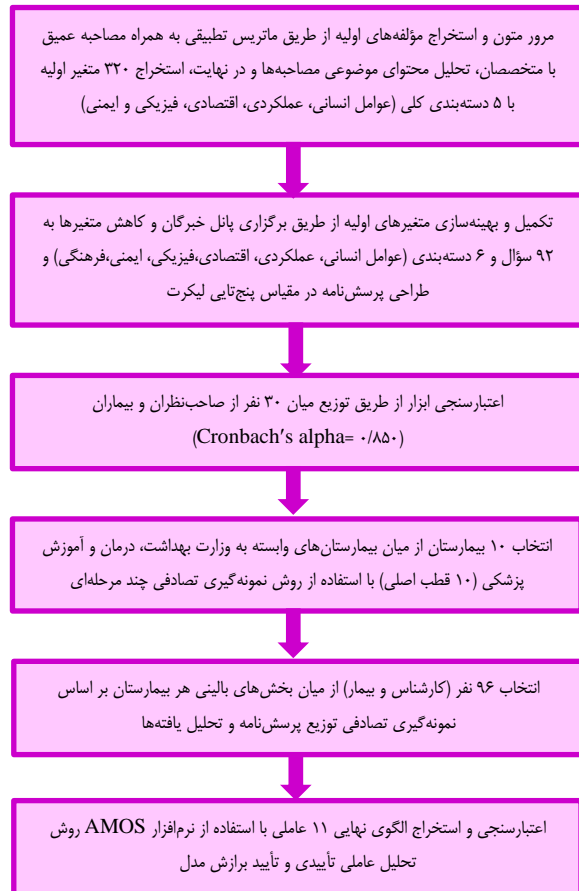 مرور متون و استخراج مؤلفه‌های اولیه از طریق ماتریس تطبیقی به همراه مصاحبه عمیق
با متخصصان، تحلیل محتوای موضوعی مصاحبه‌ها و در نهایت، استخراج ۳۲۰ متغیر اولیه
با ۵ دسته‌بندی کلی (عوامل انسانی، عملکردی، اقتصادی، فیزیکی و ایمنی)
تکمیل و بهینه‌سازی متغیرهای اولیه از طریق برگزاری پانل خبرگان و کاهش متغیرها به
۹۲ سؤال و ۶ دسته‌بندی (عوامل انسانی، عملکردی، اقتصادی،فیزیکی، ایمنی،فرهنگی) و
طراحی پرسش‌نامه در مقیاس پنج‌تایی لیکرت
اعتبارسنجی ابزار از طریق توزیع میان ۳۰ نفر از صاحب‌نظران و بیماران
(Cronbach′s alpha= ۰/۸۵۰)
انتخاب ۱۰ بیمارستان از میان بیمارستان‌های وابسته به وزارت بهداشت، درمان و آموزش
پزشکی (۱۰ قطب اصلی) با استفاده از روش نمونه‌گیری تصادفی چند مرحله‌ای
انتخاب ۹۶ نفر (کارشناس و بیمار) از میان بخش‌های بالینی هر بیمارستان بر اساس
نمونه‌گیری تصادفی توزیع پرسش‌نامه و تحلیل یافته‌ها
اعتبارسنجی و استخراج الگوی نهایی ۱۱ عاملی با استفاده از نرم‌افزار AMOS روش
تحلیل عاملی تأییدی و تأیید برازش مدل